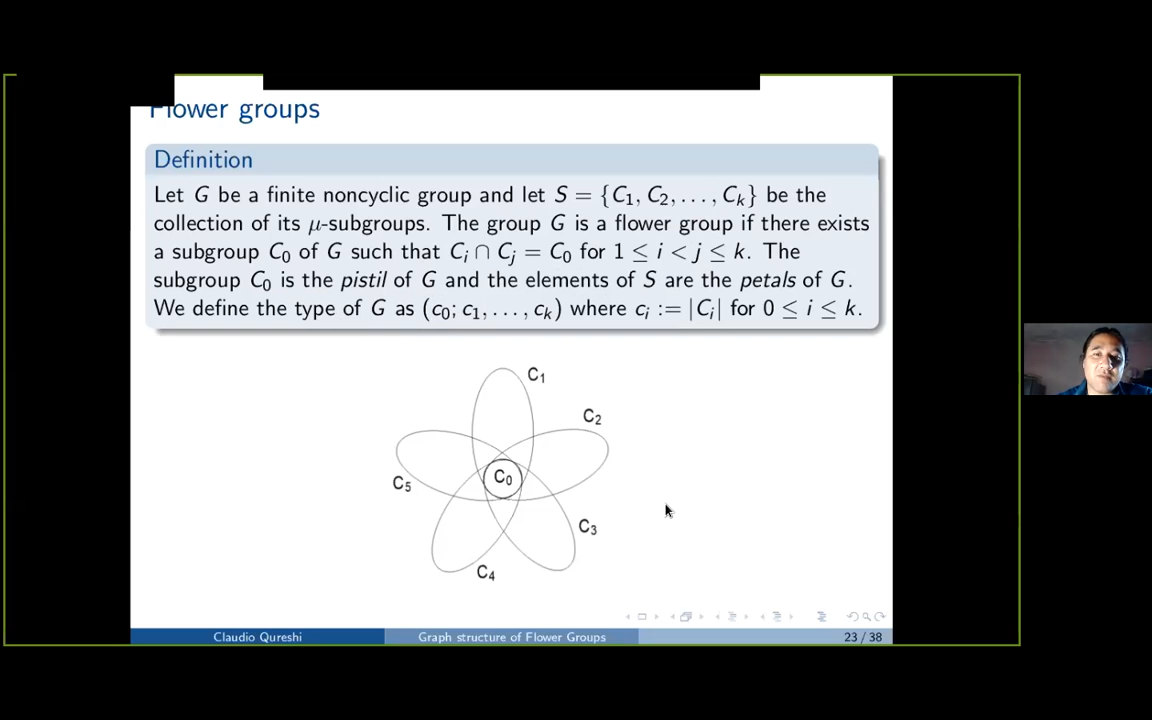 Flower groups
Definition
Let G be a finite noncyclic group and let S = {C₁, C₂, . . . , Cₖ} be the
collection of its μ-subgroups. The group G is a flower group if there exists
a subgroup C₀ of G such that Cᵢ ∩ Cⱼ = C₀ for 1 ≤ i < j ≤ k. The
subgroup C₀ is the pistil of G and the elements of S are the petals of G.
We define the type of G as (c₀; c₁, . . . , cₖ) where cᵢ := |Cᵢ| for 0 ≤ i ≤ k.
C₁
C₂
C₀
C₅
C₃
C₄
Claudio Qureshi Graph structure of Flower Groups 23 / 38